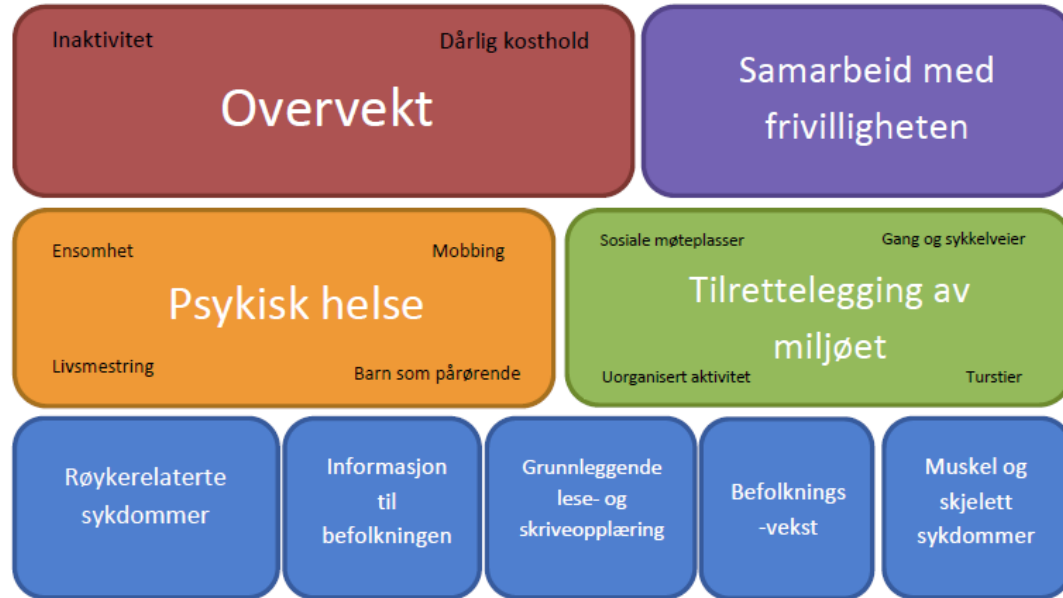 Inaktivitet
Dårlig kosthold
Overvekt
Samarbeid med
frivilligheten
Ensomhet
Mobbing
Psykisk helse
Livsmestring
Barn som pårørende
Sosiale møteplasser
Gang og sykkelveier
Tilrettelegging av
miljøet
Uorganisert aktivitet
Turstier
Røykerelaterte
sykdommer
Informasjon
til
befolkningen
Grunnleggende
lese- og
skriveopplæring
Befolknings
-vekst
Muskel og
skjelett
sykdommer